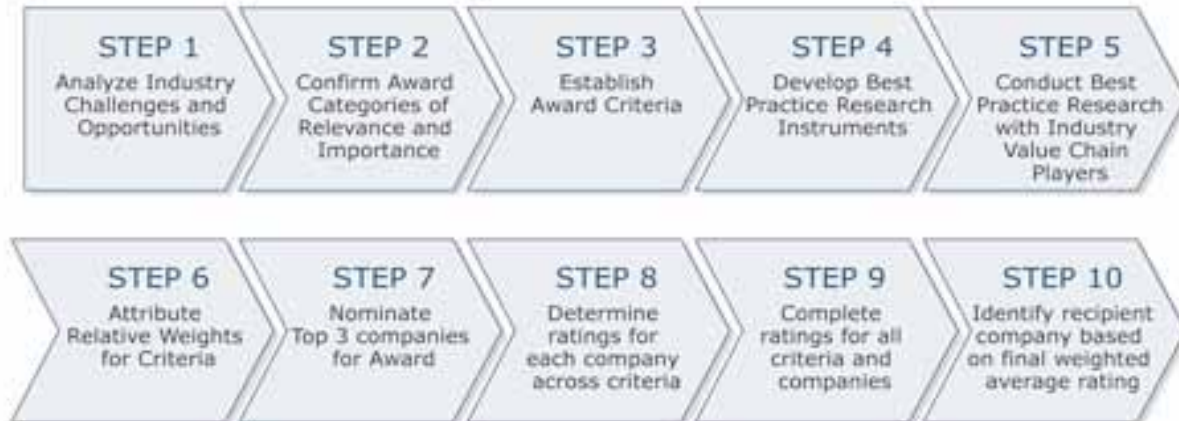 STEP 1
Analyze Industry
Challenges and
Opportunities
STEP 2
Confirm Award
Categories of
Relevance and
Importance
STEP 3
Establish
Award Criteria
STEP 4
Develop Best
Practice Research
Instruments
STEP 5
Conduct Best
Practice Research
with Industry
Value Chain
Players
STEP 6
Attribute
Relative Weights
for Criteria
STEP 7
Nominate
Top 3 companies
for Award
STEP 8
Determine
ratings for
each company
across criteria
STEP 9
Complete
ratings for all
criteria and
companies
STEP 10
Identify recipient
company based
on final weighted
average rating